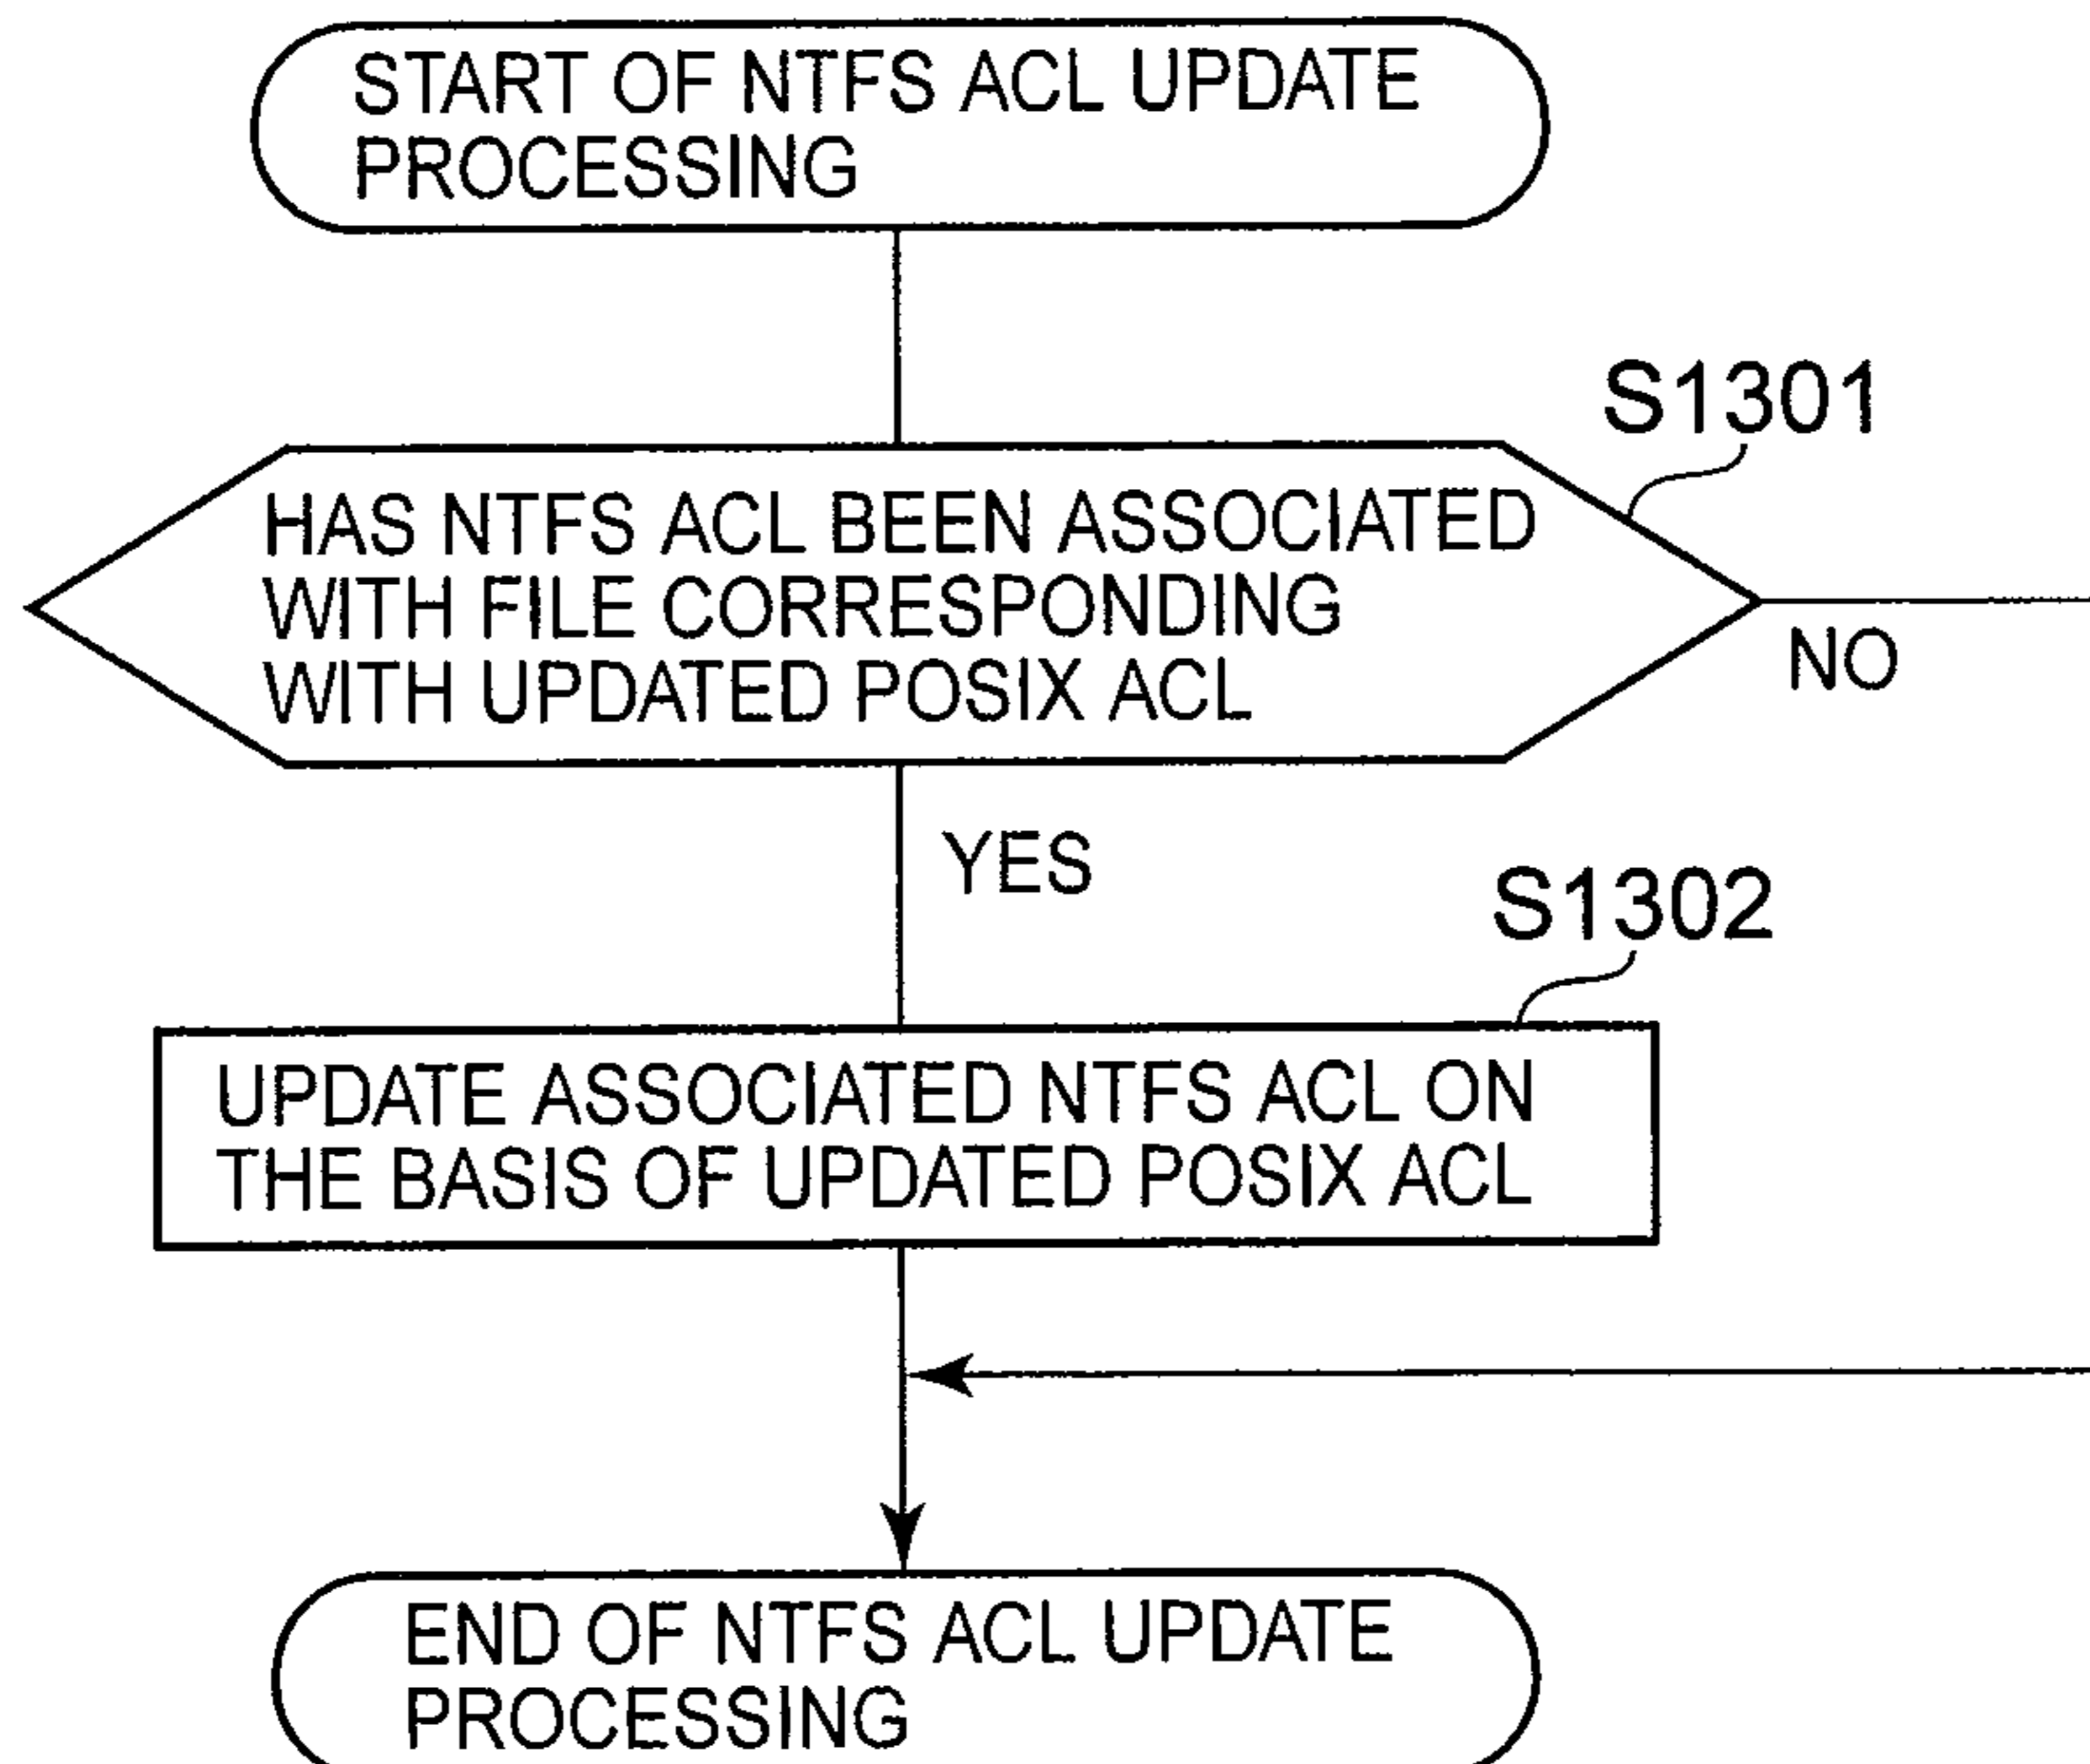 START OF NTFS ACL UPDATE
PROCESSING
S1301
HAS NTFS ACL BEEN ASSOCIATED
WITH FILE CORRESPONDING
WITH UPDATED POSIX ACL
NO
YES
S1302
UPDATE ASSOCIATED NTFS ACL ON
THE BASIS OF UPDATED POSIX ACL
END OF NTFS ACL UPDATE
PROCESSING